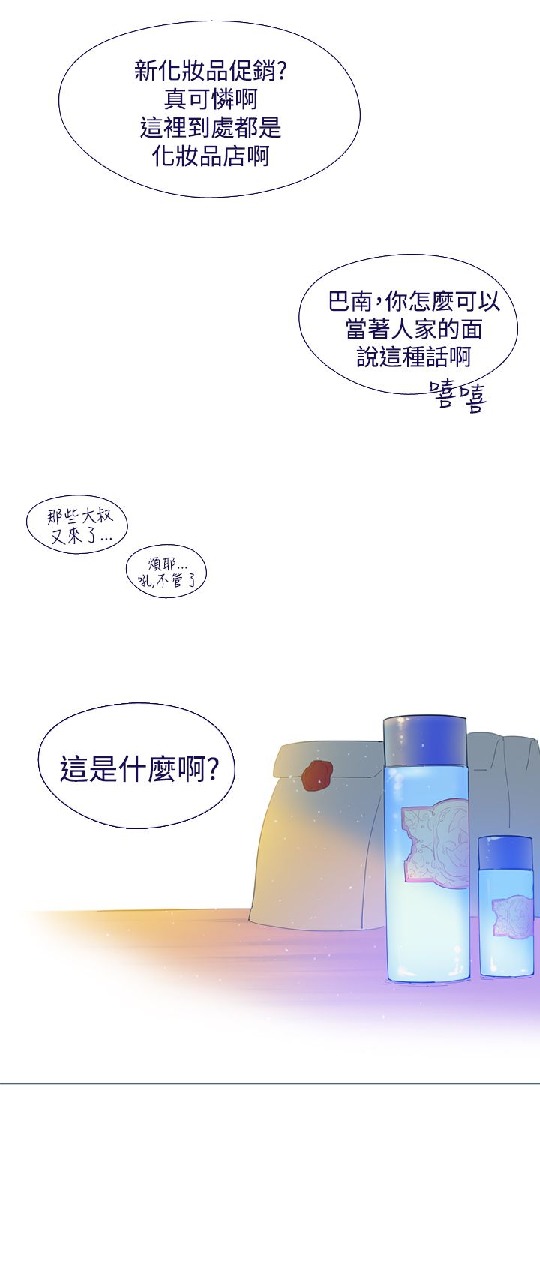 新化妝品促銷?
真可憐啊
這裡到處都是
化妝品店啊
巴南,你怎麼可以
當著人家的面
說這種話啊
嘻嘻
那些大叔
又來了...
煩耶...
不管了
這是什麼啊?